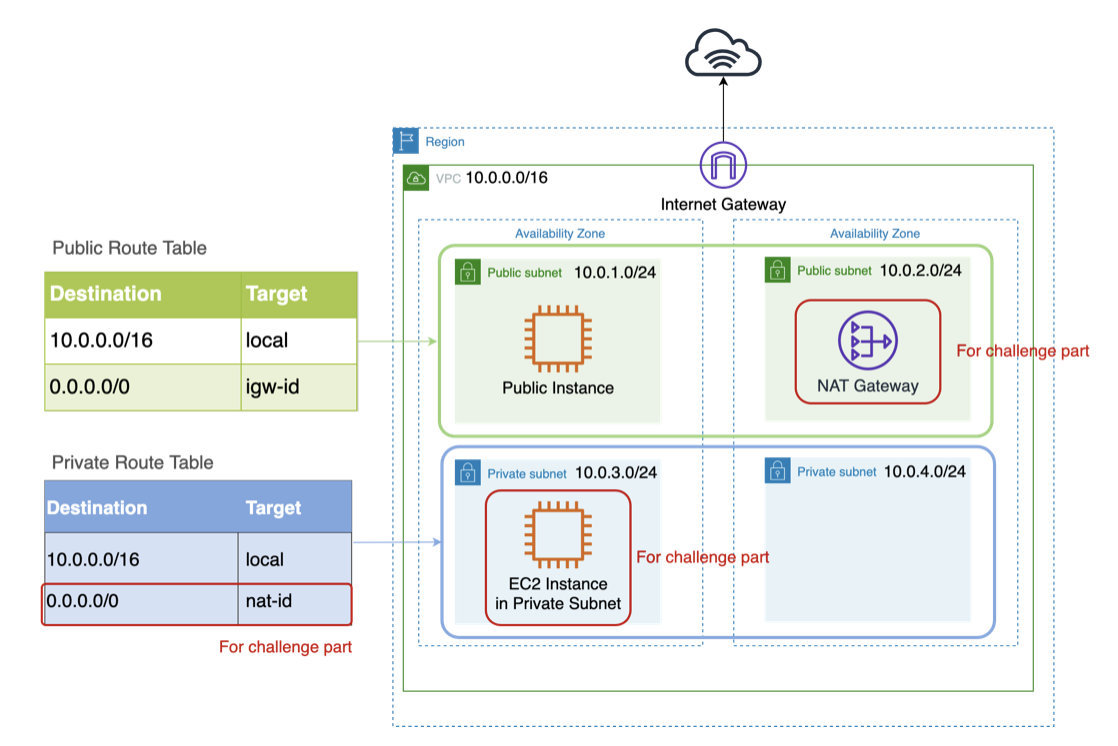 Region
VPC 10.0.0.0/16
Internet Gateway
Public Route Table
Destination Target
10.0.0.0/16 local
0.0.0.0/0 igw-id
Private Route Table
Destination Target
10.0.0.0/16 local
0.0.0.0/0 nat-id
For challenge part
Availability Zone
Public subnet 10.0.1.0/24
Public Instance
Private subnet 10.0.3.0/24
EC2 Instance
in Private Subnet
For challenge part
Availability Zone
Public subnet 10.0.2.0/24
NAT Gateway
For challenge part
Private subnet 10.0.4.0/24